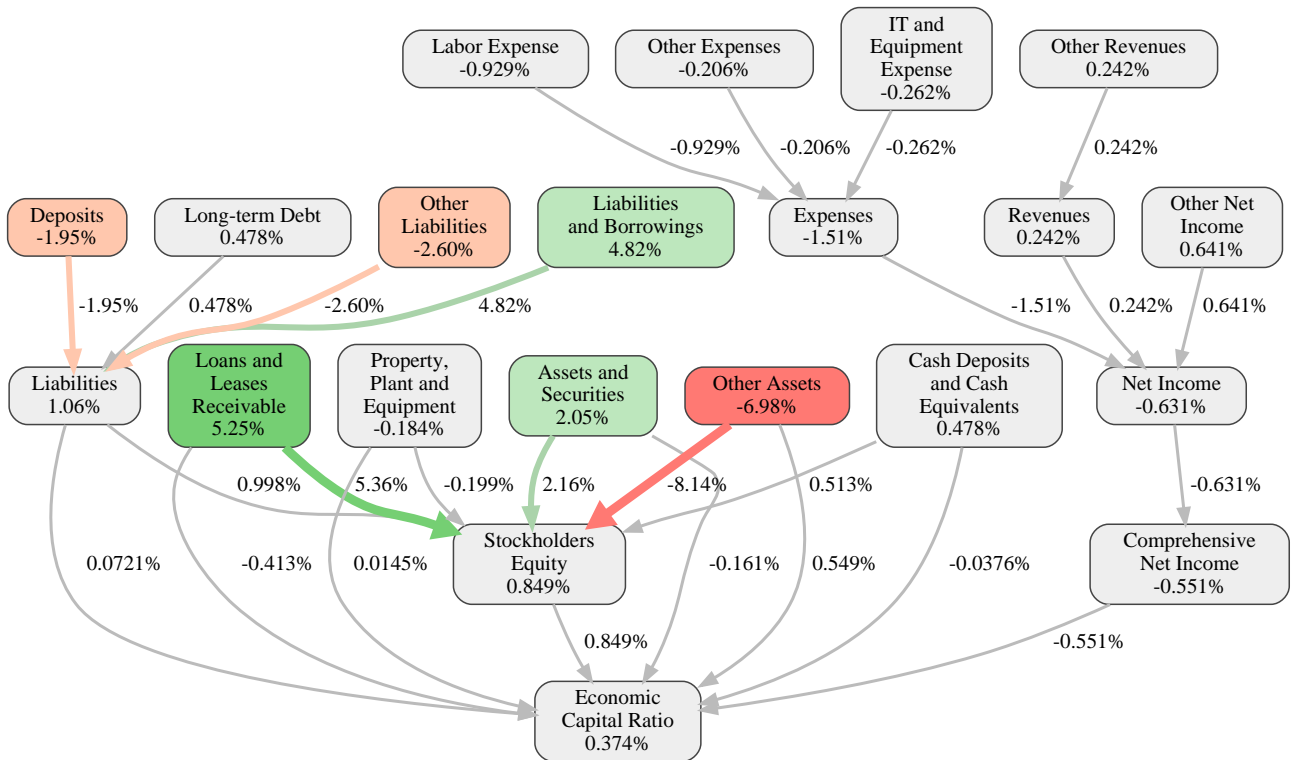 Labor Expense
-0.929%
Other Expenses
-0.206%
IT and
Equipment
Expense
-0.262%
Other Revenues
0.242%
-0.929%
-0.206%
-0.262%
0.242%
Deposits
-1.95%
Long-term Debt
0.478%
Other
Liabilities
-2.60%
Liabilities
and Borrowings
4.82%
Expenses
-1.51%
Revenues
0.242%
Other Net
Income
0.641%
-1.95%
0.478%
-2.60%
4.82%
-1.51%
0.242%
0.641%
Liabilities
1.06%
Loans and
Leases
Receivable
5.25%
Property,
Plant and
Equipment
-0.184%
Assets and
Securities
2.05%
Other Assets
-6.98%
Cash Deposits
and Cash
Equivalents
0.478%
Net Income
-0.631%
0.998%
5.36%
-0.199%
2.16%
-8.14%
0.513%
-0.631%
0.0721%
-0.413%
0.0145%
Stockholders
Equity
0.849%
-0.161%
0.549%
-0.0376%
Comprehensive
Net Income
-0.551%
0.849%
-0.551%
Economic
Capital Ratio
0.374%